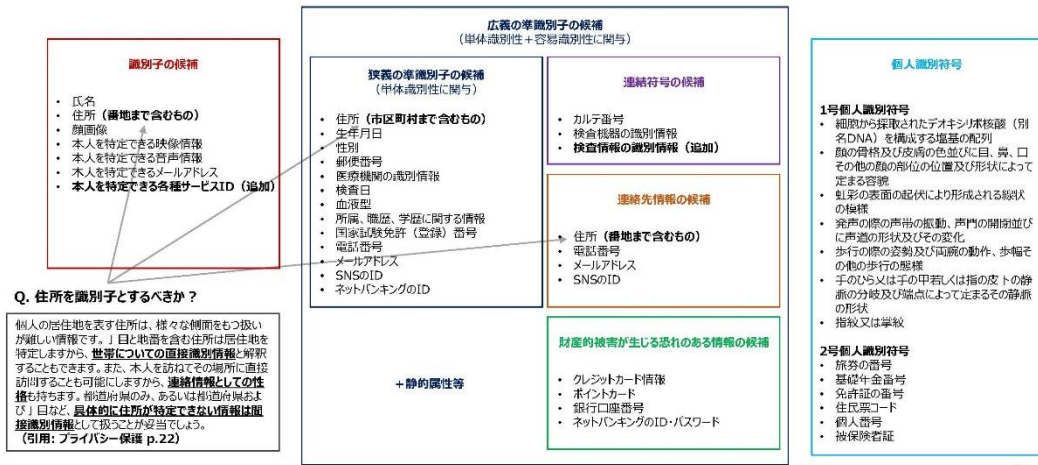 識別子の候補
・氏名
・住所（番地まで含むもの）
・顔画像
・本人を特定できる映像情報
・本人を特定できる音声情報
・本人を特定できるメールアドレス
・本人を特定できる各種サービスID（追加）
Q. 住所を識別子とするべきか？
個人の居住地を表す住所は、様々な側面をもつ扱い
が難しい情報です。丁目と地番を含む住所は居住地を
特定しますから、世帯についての直接識別情報と解釈
することもできます。また、本人を訪ねてその場所に直接
訪問することも可能にしますから、連絡情報としての性
格も持ちます。都道府県のみ、あるいは都道府県およ
び丁目など、具体的に住所が特定できない情報は間
接識別情報として扱うことが妥当でしょう。
（引用: プライバシー保護 p.22）
広義の準識別子の候補
（単体識別性＋容易識別性に関与）
狭義の準識別子の候補
（単体識別性に関与）
・住所（市区町村まで含むもの）
・生年月日
・性別
・郵便番号
・医療機関の識別情報
・検査日
・血液型
・所属、職歴、学歴に関する情報
・国家試験免許（登録）番号
・電話番号
・メールアドレス
・SNSのID
・ネットバンキングのID
＋静的属性等
連結符号の候補
・カルテ番号
・検査機器の識別情報
・検査情報の識別情報（追加）
連絡先情報の候補
・住所（番地まで含むもの）
・電話番号
・メールアドレス
・SNSのID
財産的被害が生じる恐れのある情報の候補
・クレジットカード情報
・ポイントカード
・銀行口座番号
・ネットバンキングのID・パスワード
個人識別符号
1号個人識別符号
・細胞から採取されたデオキシリボ核酸（別
名DNA）を構成する塩基の配列
・顔の骨格及び皮膚の色並びに目、鼻、口
その他の顔の部位の位置及び形状によって
定まる容貌
・虹彩の表面の起伏により形成される線状
の模様
・発声の際の声帯の振動、声門の開閉並び
に声道の形状及びその変化
・歩行の際の姿勢及び両腕の動作、歩幅
その他の歩行の態様
・手のひら又は手の甲若しくは指の皮下の静
脈の分岐及び端点によって定まるその静脈
の形状
・指紋又は掌紋
2号個人識別符号
・旅券の番号
・基礎年金番号
・免許証の番号
・住民票コード
・個人番号
・被保険者証